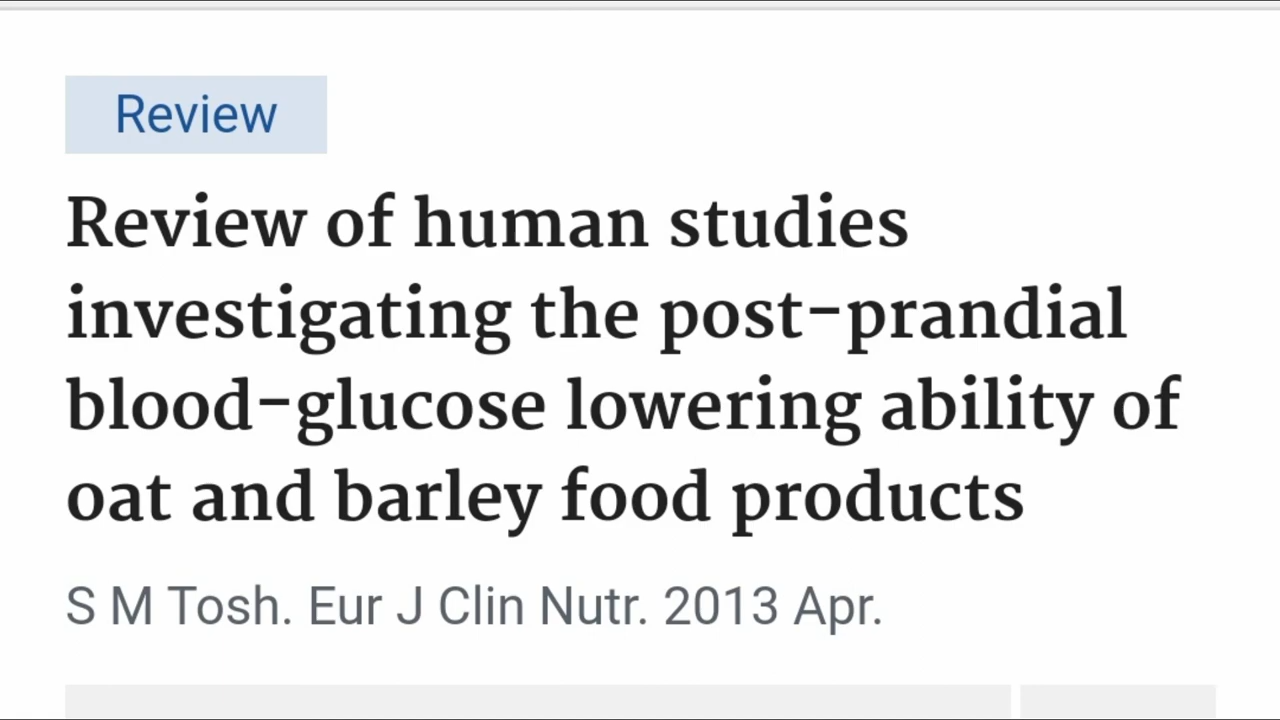 Review
Review of human studies
investigating the post-prandial
blood-glucose lowering ability of
oat and barley food products
S M Tosh. Eur J Clin Nutr. 2013 Apr.